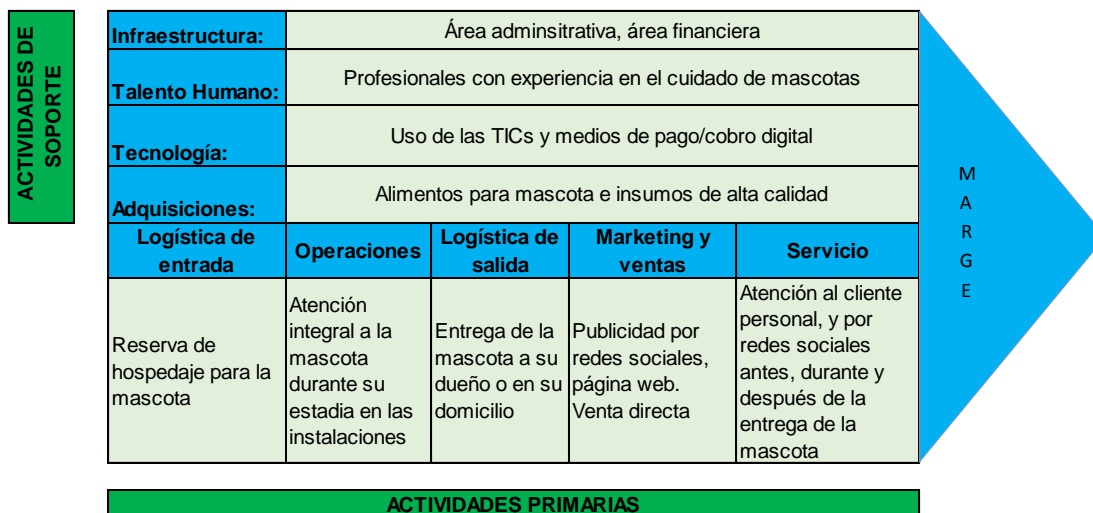 ACTIVIDADES DE
SOPORTE
Infraestructura:
Área adminsitrativa, área financiera
Talento Humano:
Profesionales con experiencia en el cuidado de mascotas
Tecnología:
Uso de las TICs y medios de pago/cobro digital
Adquisiciones:
Alimentos para mascota e insumos de alta calidad
Logística de
entrada
Operaciones
Logística de
salida
Marketing y
ventas
Servicio
Reserva de
hospedaje para la
mascota
Atención
integral a la
mascota
durante su
estadia en las
instalaciones
Entrega de la
mascota a su
dueño o en su
domicilio
Publicidad por
redes sociales,
página web.
Venta directa
Atención al cliente
personal, y por
redes sociales
antes, durante y
después de la
entrega de la
mascota
M
A
R
G
E
ACTIVIDADES PRIMARIAS